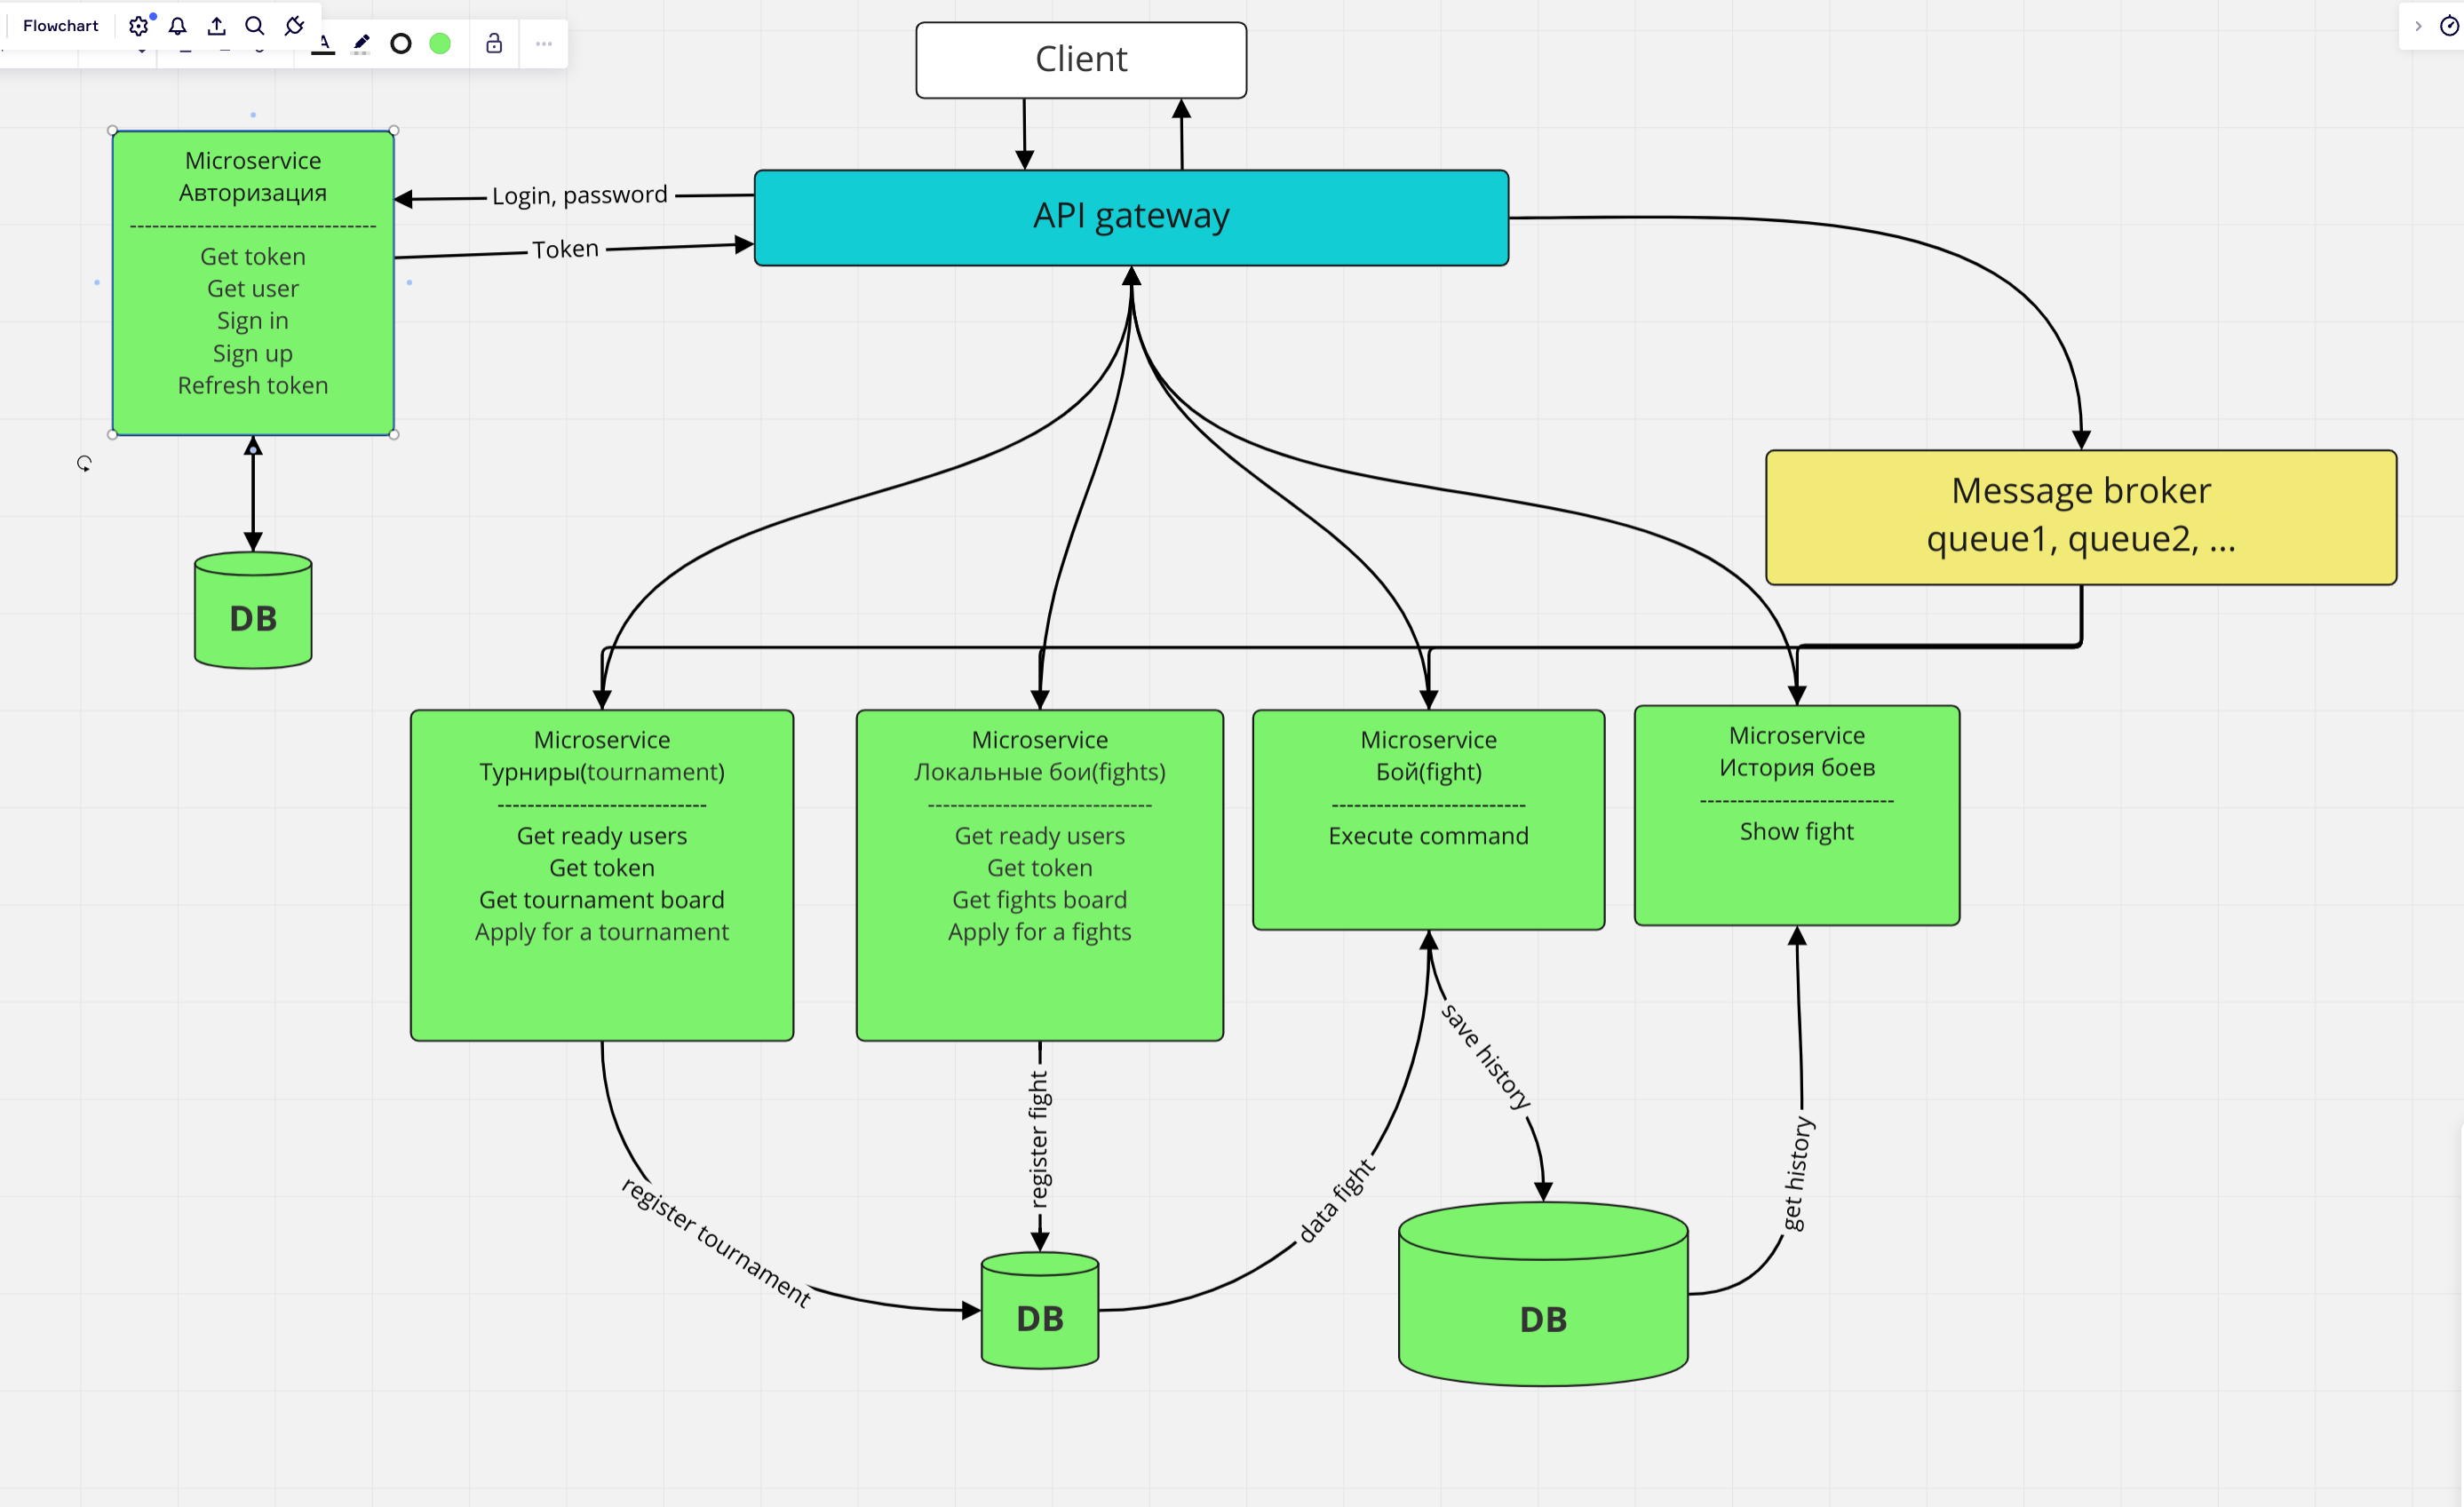 Flowchart
Client
Microservice
Авторизация
---------------------------------
Get token
Get user
Sign in
Sign up
Refresh token
Login, password
Token
API gateway
Message broker
queue1, queue2, ...
DB
Microservice
Турниры(tournament)
----------------------------
Get ready users
Get token
Get tournament board
Apply for a tournament
Microservice
Локальные бои(fights)
------------------------------
Get ready users
Get token
Get fights board
Apply for a fights
Microservice
Бой(fight)
--------------------------
Execute command
Microservice
История боев
--------------------------
Show fight
register tournament
register fight
data fight
save history
get history
DB
DB